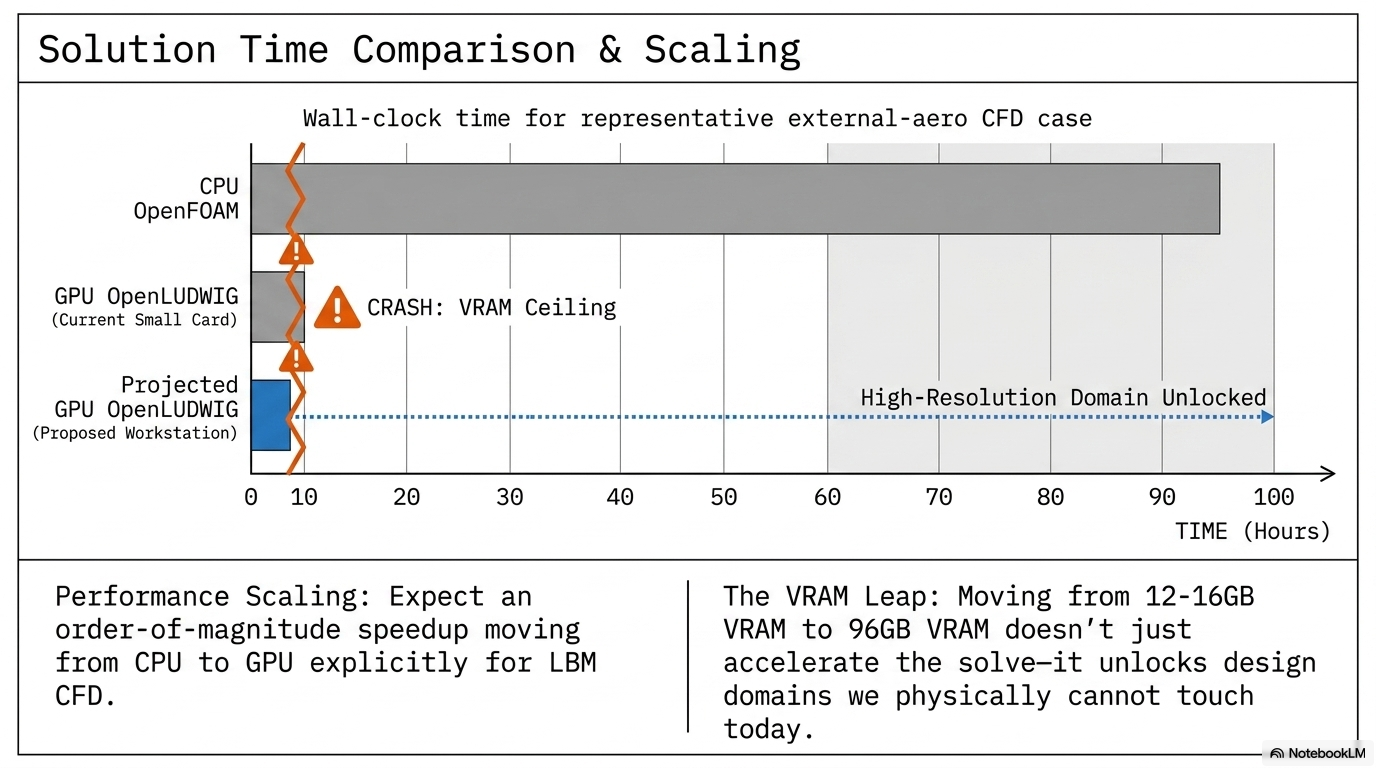 Solution Time Comparison & Scaling
Wall-clock time for representative external-aero CFD case
CPU
OpenFOAM
GPU OpenLUDWIG
(Current Small Card)
CRASH: VRAM Ceiling
Projected
GPU OpenLUDWIG
(Proposed Workstation)
High-Resolution Domain Unlocked
0 10 20 30 40 50 60 70 80 90 100
TIME (Hours)
Performance Scaling: Expect an
order-of-magnitude speedup moving
from CPU to GPU explicitly for LBM
CFD.
The VRAM Leap: Moving from 12-16GB
VRAM to 96GB VRAM doesn’t just
accelerate the solve—it unlocks design
domains we physically cannot touch
today.
NotebookLM